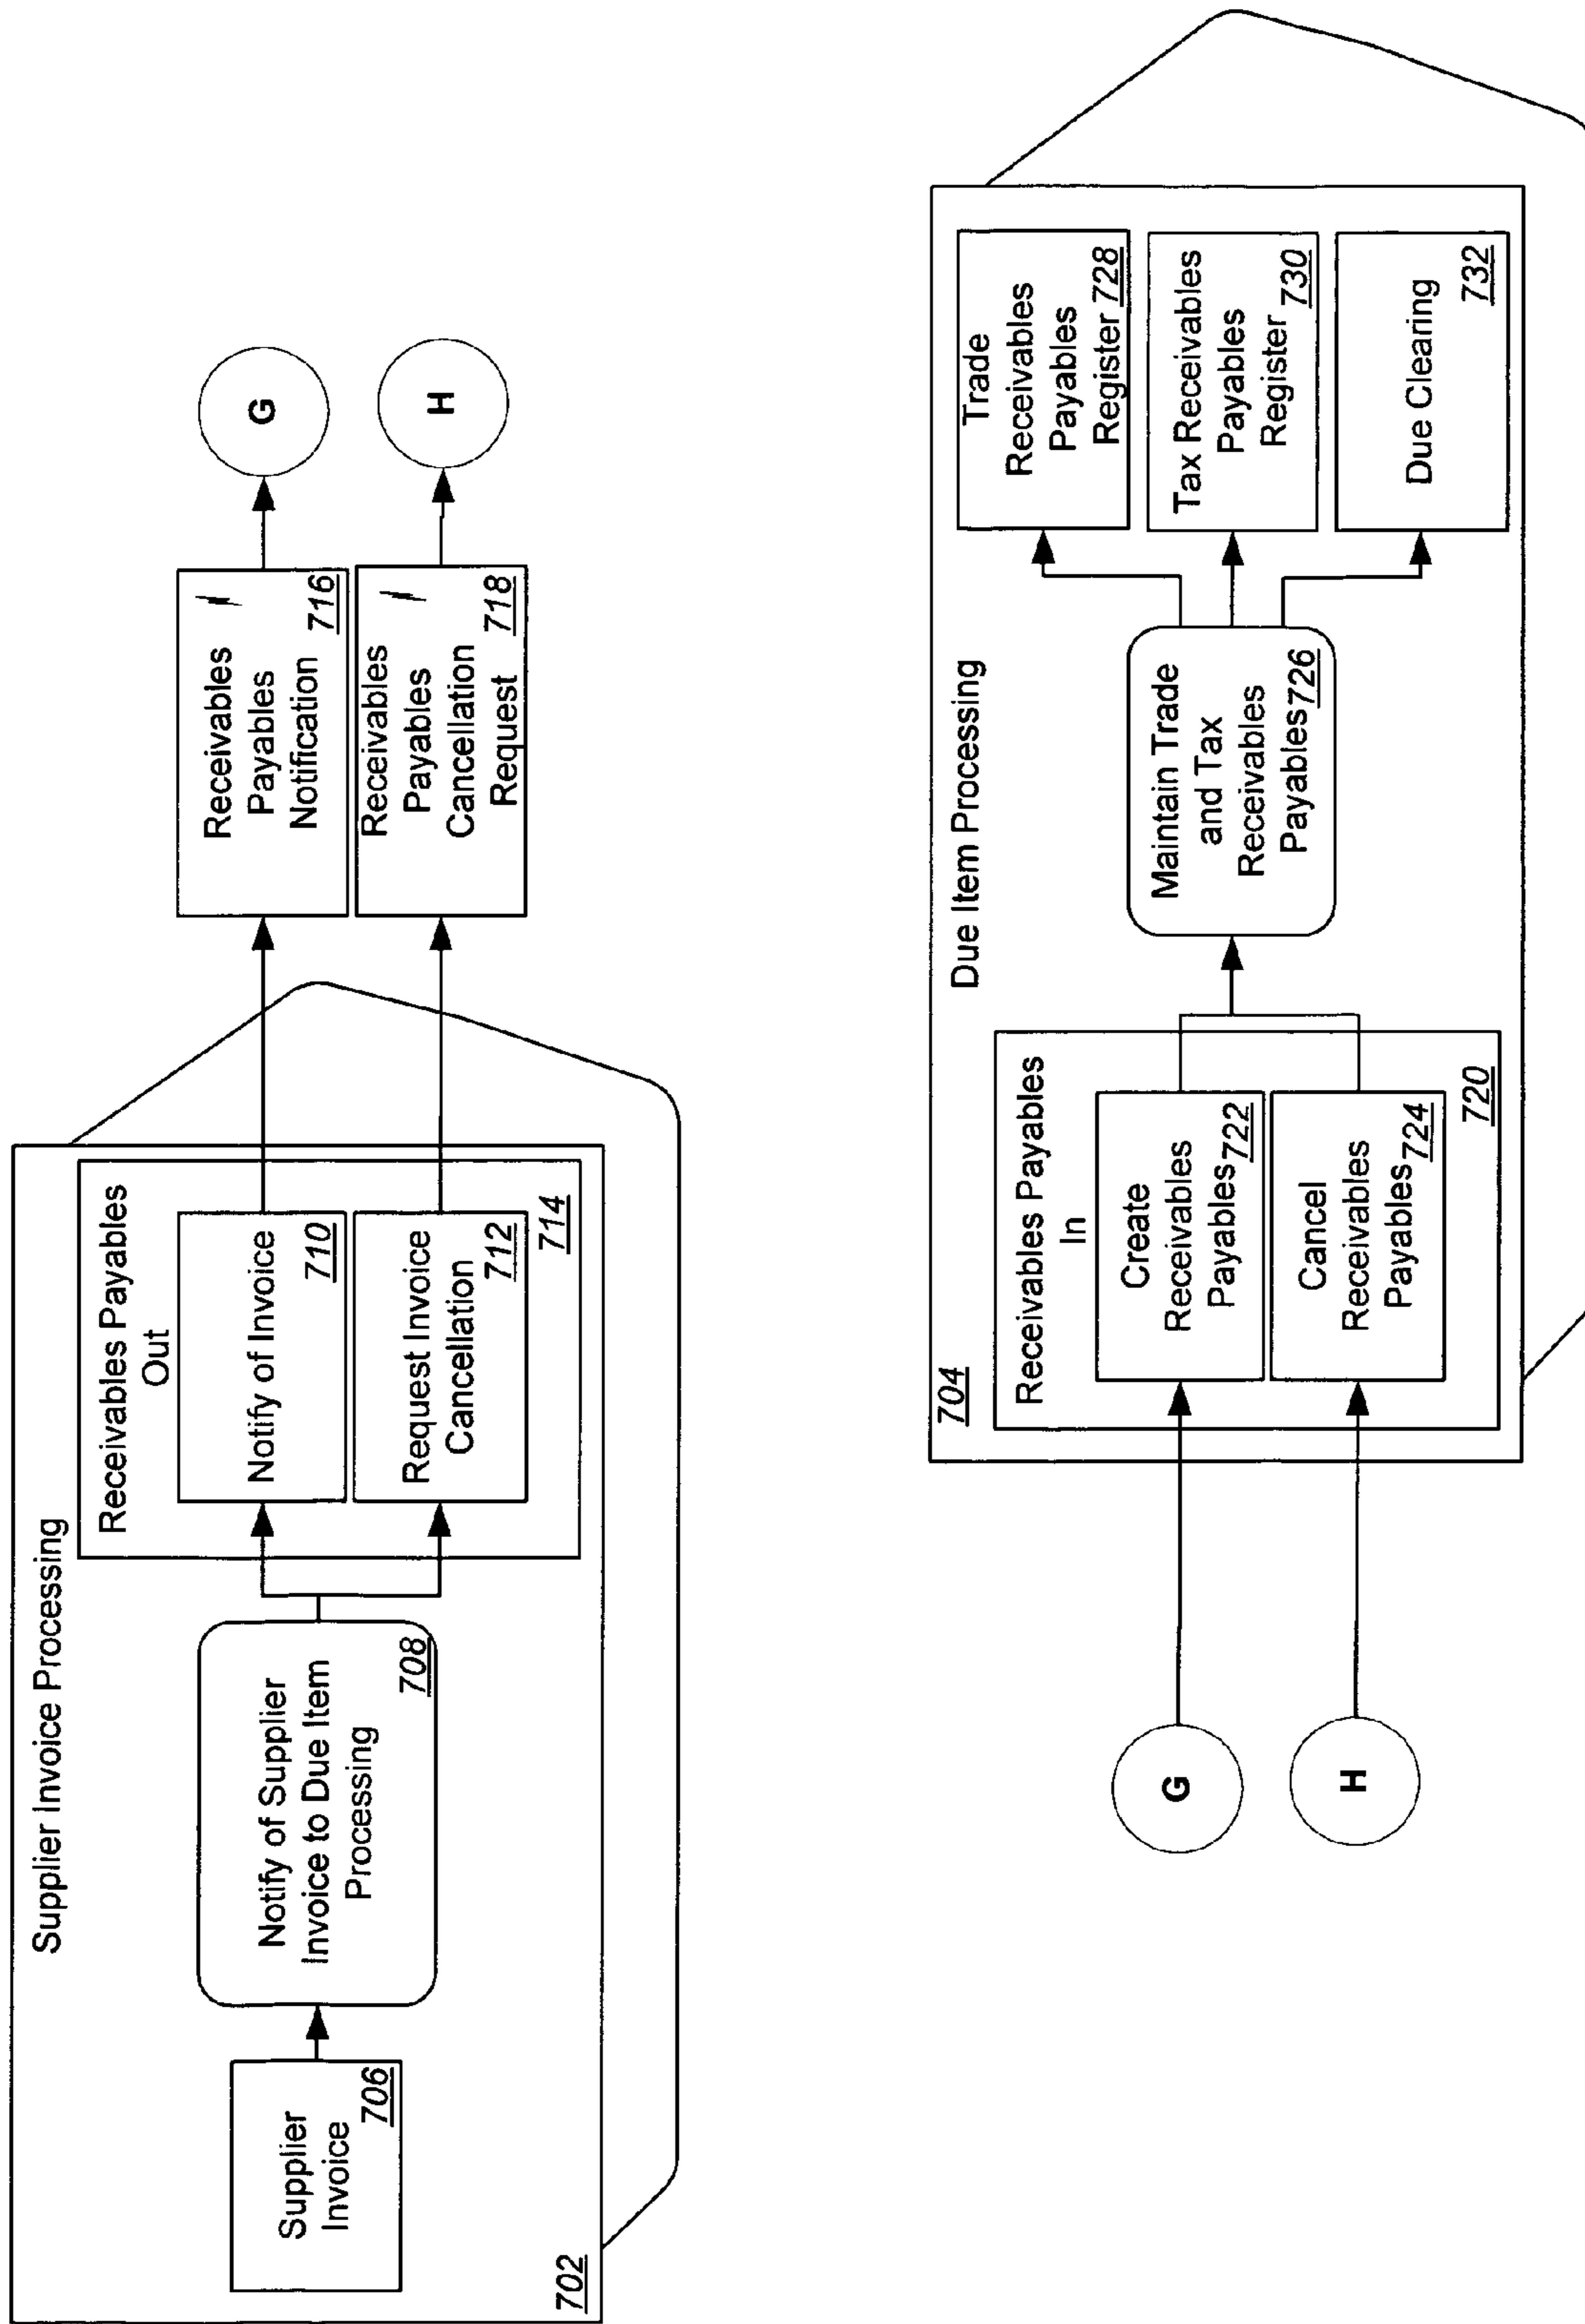 Supplier Invoice Processing
702
Supplier
Invoice
706
Notify of Supplier
Invoice to Due Item
Processing
708
Receivables Payables
Out
Notify of Invoice
710
Request Invoice
Cancellation
712
714
Receivables
Payables
Notification
716
Receivables
Payables
Cancellation
Request
718
G
H
G
H
704
Due Item Processing
Receivables Payables
In
Create
Receivables
Payables 722
Cancel
Receivables
Payables 724
720
Maintain Trade
and Tax
Receivables
Payables 726
Trade
Receivables
Payables
Register 728
Tax Receivables
Payables
Register 730
Due Clearing
732